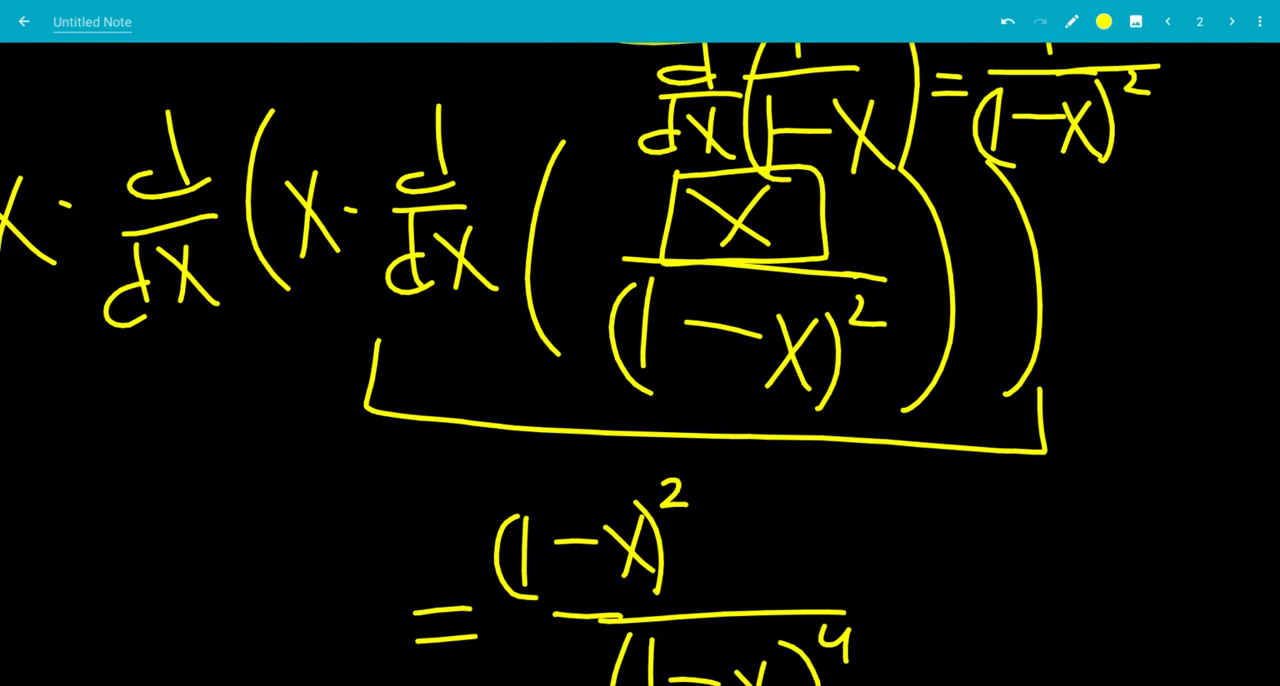 Untitled Note
2
d/dx (1/(1-x)) = 1/(1-x)²
x · d/dx (x · d/dx (x/(1-x)²))
= (1-x)²/(1-x)⁴